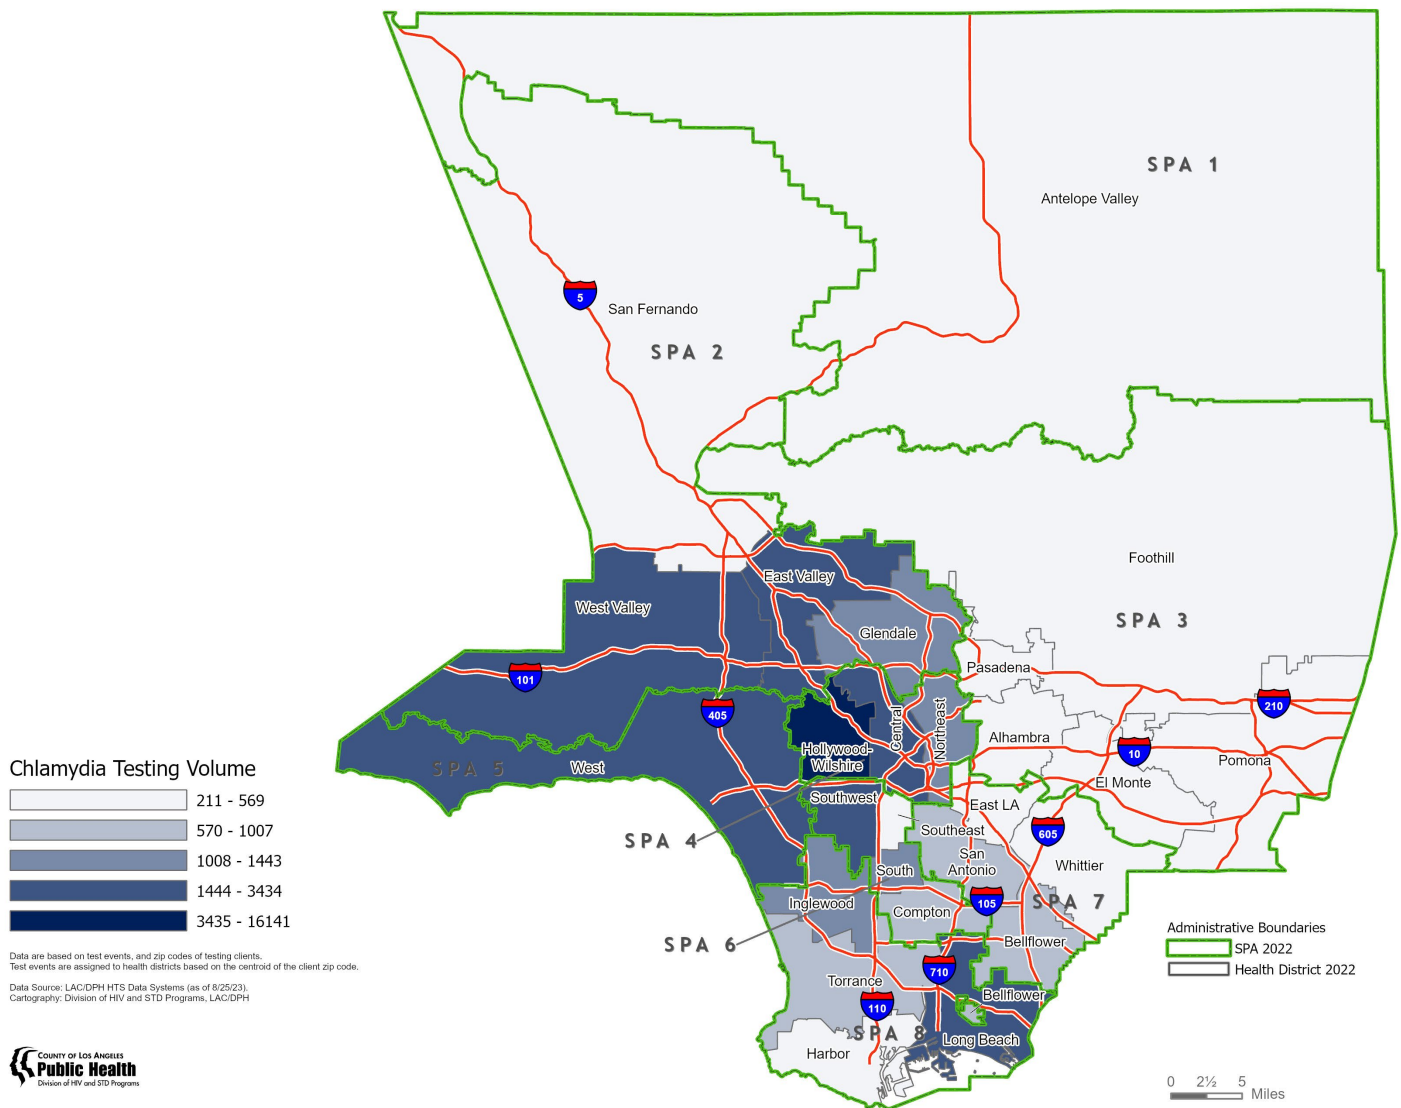 SPA 1
Antelope Valley
5
San Fernando
SPA 2
Foothill
East Valley
SPA 3
West Valley
Glendale
Pasadena
101
210
405
Central
Northeast
Alhambra
10
Hollywood-
Wilshire
Pomona
SPA 5
West
El Monte
Southwest
East LA
605
Southeast
SPA 4
San
Antonio
Whittier
South
105
SPA 7
Inglewood
Compton
SPA 6
Bellflower
710
Torrance
Bellflower
110
SPA 8
Long Beach
Harbor
Chlamydia Testing Volume
211 - 569
570 - 1007
1008 - 1443
1444 - 3434
3435 - 16141
Data are based on test events, and zip codes of testing clients.
Test events are assigned to health districts based on the centroid of the client zip code.
Data Source: LAC/DPH HTS Data Systems (as of 8/25/23).
Cartography: Division of HIV and STD Programs, LAC/DPH
County of Los Angeles
Public Health
Division of HIV and STD Programs
Administrative Boundaries
SPA 2022
Health District 2022
0 2½ 5
Miles